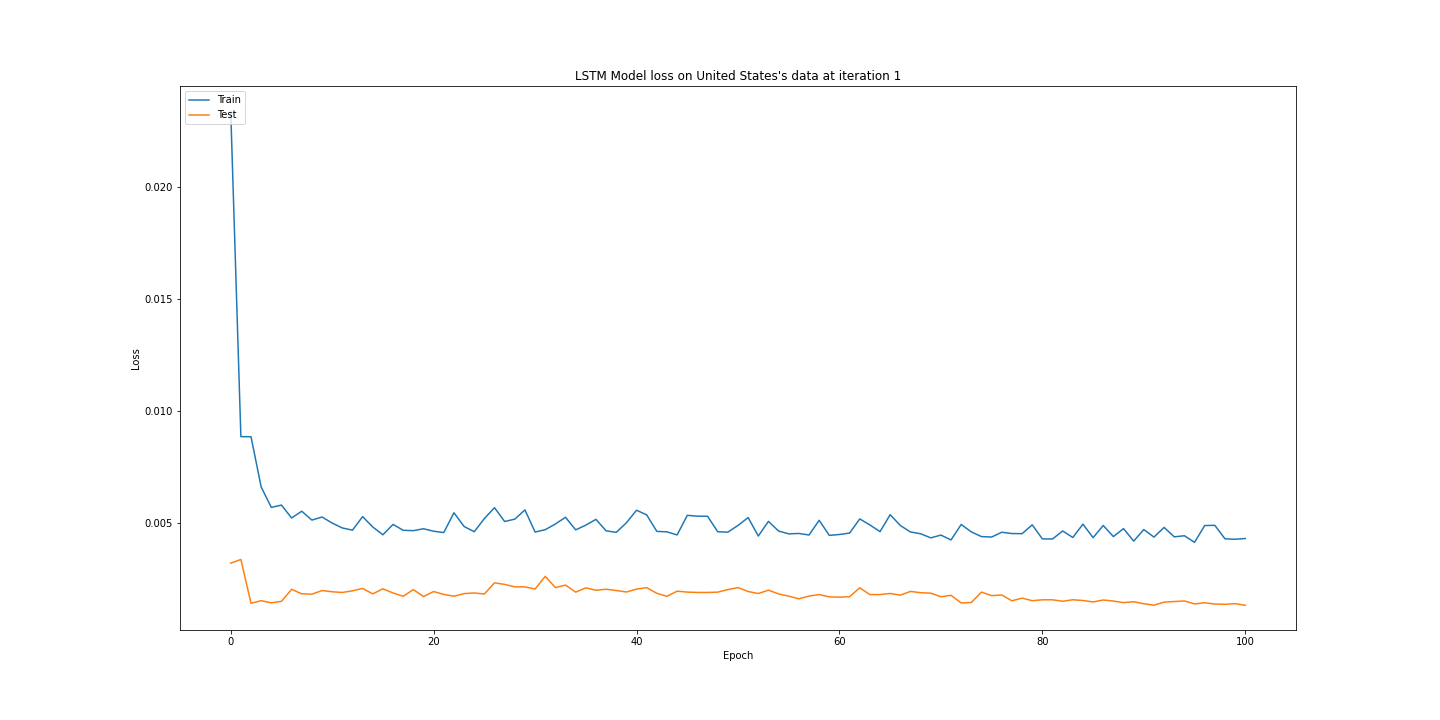 LSTM Model loss on United States's data at iteration 1
Train
Test
0.020
0.015
0.010
0.005
Loss
0 20 40 60 80 100
Epoch